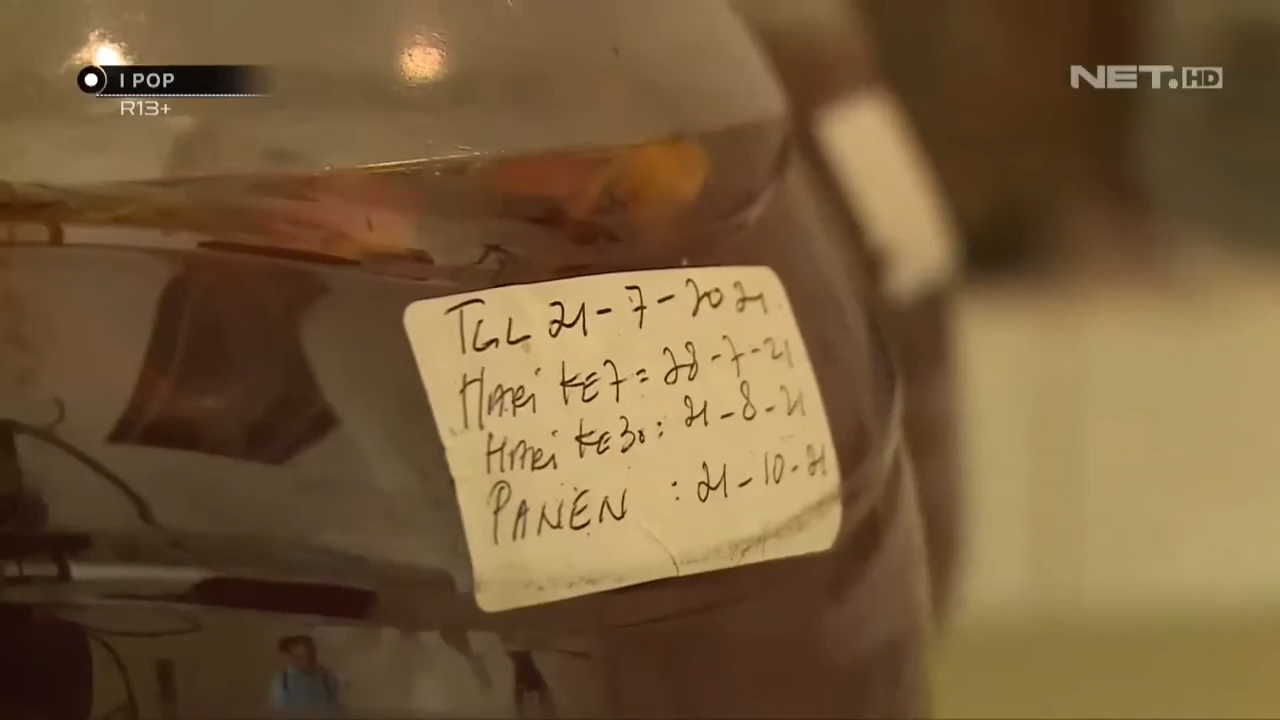 I POP
R13+
NET.HD
TGL 21-7-2021
HARi KE7 = 28-7-21
HARi KE30: 21-8-21
PANEN : 21-10-21